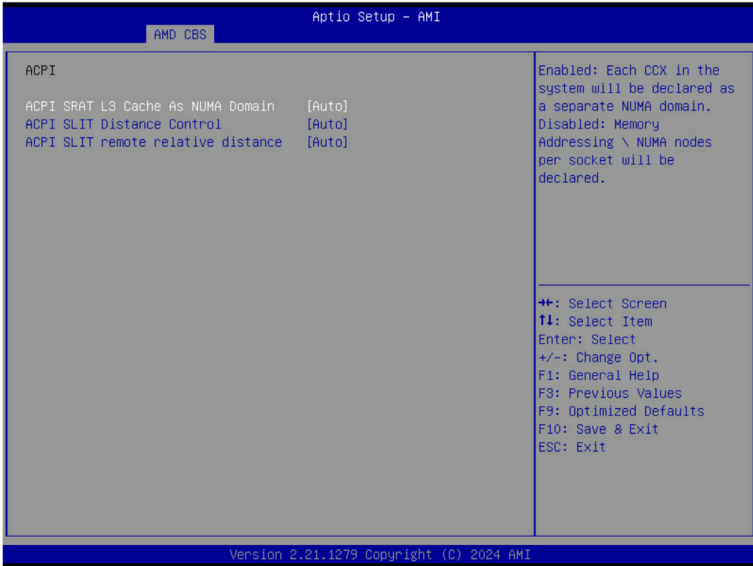 Aptio Setup – AMI
AMD CBS
ACPI
ACPI SRAT L3 Cache As NUMA Domain [Auto]
ACPI SLIT Distance Control [Auto]
ACPI SLIT remote relative distance [Auto]
Enabled: Each CCX in the
system will be declared as
a separate NUMA domain.
Disabled: Memory
Addressing \ NUMA nodes
per socket will be
declared.
→←: Select Screen
↑↓: Select Item
Enter: Select
+/-: Change Opt.
F1: General Help
F3: Previous Values
F9: Optimized Defaults
F10: Save & Exit
ESC: Exit
Version 2.21.1279 Copyright (C) 2024 AMI